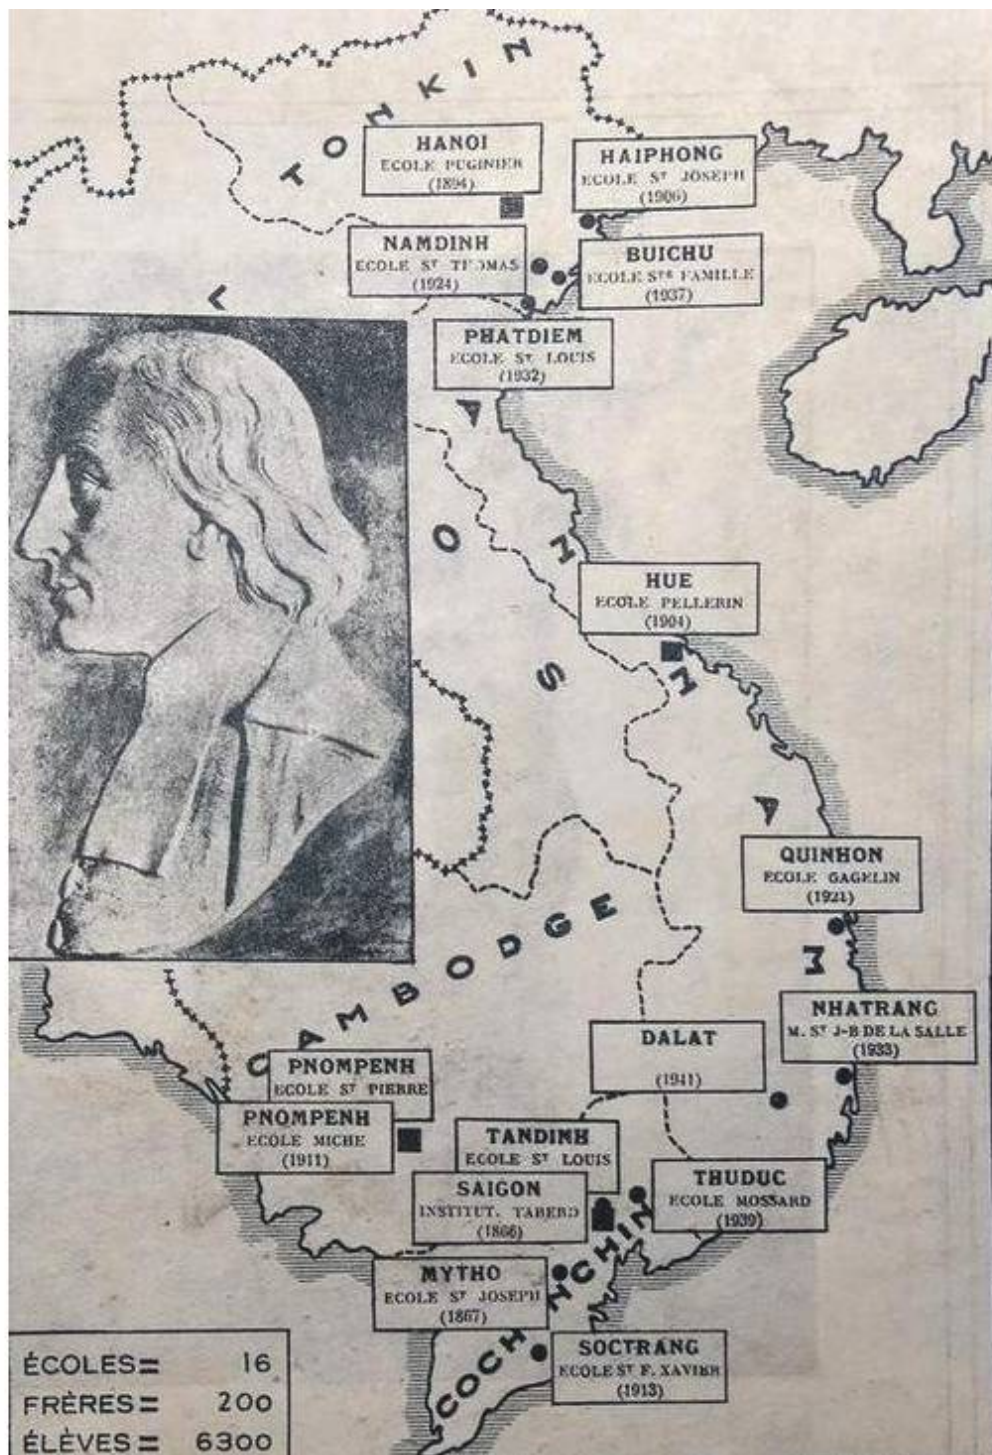 TONKIN
HANOI
ECOLE PUGINIER
(1894)
HAIPHONG
ECOLE ST JOSEPH
(1906)
NAMDINH
ECOLE ST THOMAS
(1924)
BUICHU
ECOLE STE FAMILLE
(1937)
PHATDIEM
ECOLE ST LOUIS
(1932)
LAOS
ANNAM
HUE
ECOLE PELLERIN
(1904)
QUINHON
ECOLE GAGELIN
(1921)
CAMBODGE
NHATRANG
M. ST J-B DE LA SALLE
(1933)
DALAT
(1941)
PNOMPENH
ECOLE ST PIERRE
PNOMPENH
ECOLE MICHE
(1911)
TANDINH
ECOLE ST LOUIS
SAIGON
INSTITUT. TABERD
(1866)
THUDUC
ECOLE MOSSARD
(1939)
MYTHO
ECOLE ST JOSEPH
(1867)
COCHINCHIN
SOCTRANG
ECOLE ST F. XAVIER
(1913)
ÉCOLES = 16
FRÈRES = 200
ÉLÈVES = 6300